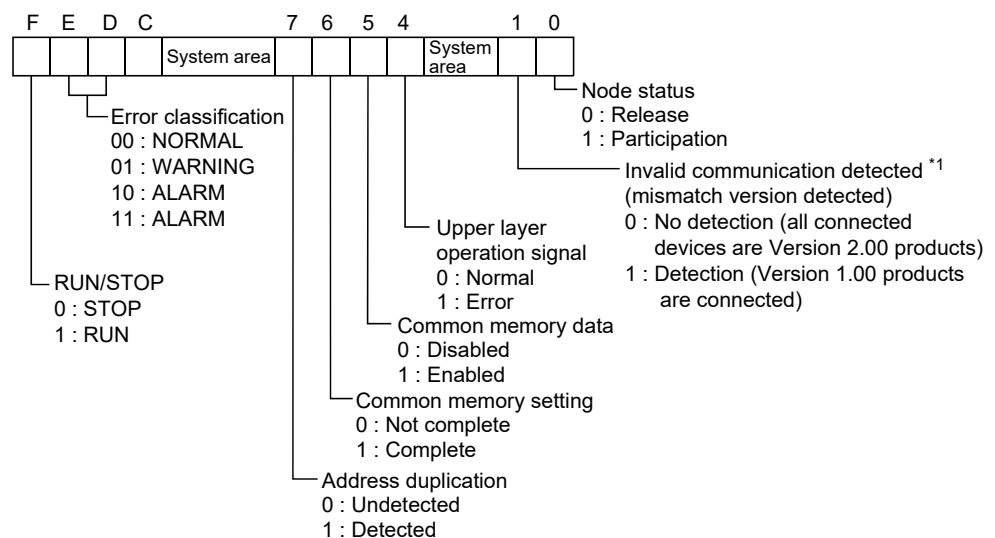 F E D C 7 6 5 4 1 0
System area
System
area
Node status
0 : Release
1 : Participation
Error classification
00 : NORMAL
01 : WARNING
10 : ALARM
11 : ALARM
Invalid communication detected *1
(mismatch version detected)
0 : No detection (all connected
devices are Version 2.00 products)
1 : Detection (Version 1.00 products
are connected)
Upper layer
operation signal
0 : Normal
1 : Error
RUN/STOP
0 : STOP
1 : RUN
Common memory data
0 : Disabled
1 : Enabled
Common memory setting
0 : Not complete
1 : Complete
Address duplication
0 : Undetected
1 : Detected